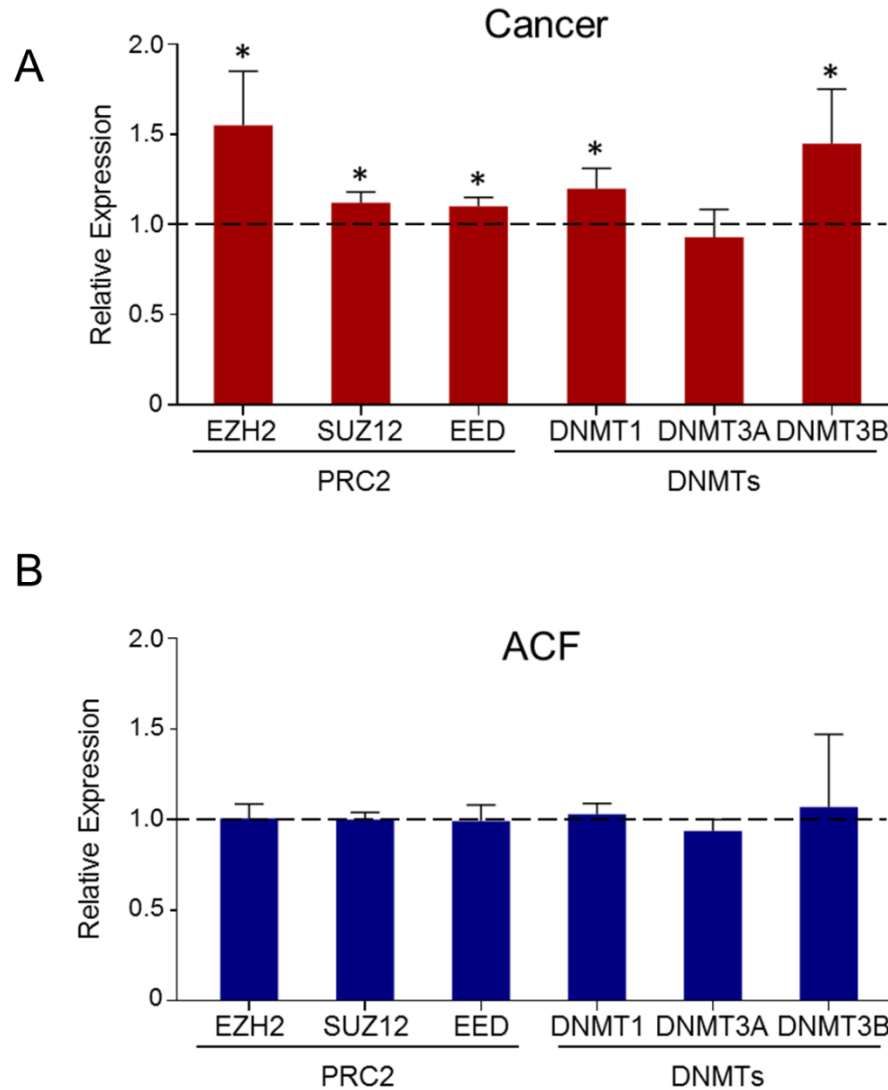 A
Cancer
Relative Expression
2.0
*
*
*
*
*
1.5
1.0
0.5
0
EZH2 SUZ12 EED DNMT1 DNMT3A DNMT3B
PRC2 DNMTs
B
ACF
Relative Expression
2.0
1.5
1.0
0.5
0
EZH2 SUZ12 EED DNMT1 DNMT3A DNMT3B
PRC2 DNMTs